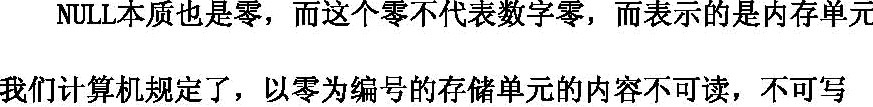 NULL本质也是零，而这个零不代表数字零，而表示的是内存单元
我们计算机规定了，以零为编号的存储单元的内容不可读，不可写